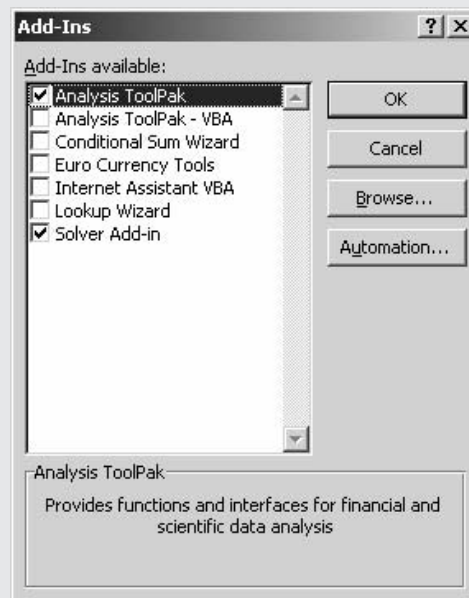 Add-Ins
Add-Ins available:
Analysis ToolPak
Analysis ToolPak - VBA
Conditional Sum Wizard
Euro Currency Tools
Internet Assistant VBA
Lookup Wizard
Solver Add-in
OK
Cancel
Browse...
Automation...
Analysis ToolPak
Provides functions and interfaces for financial and
scientific data analysis